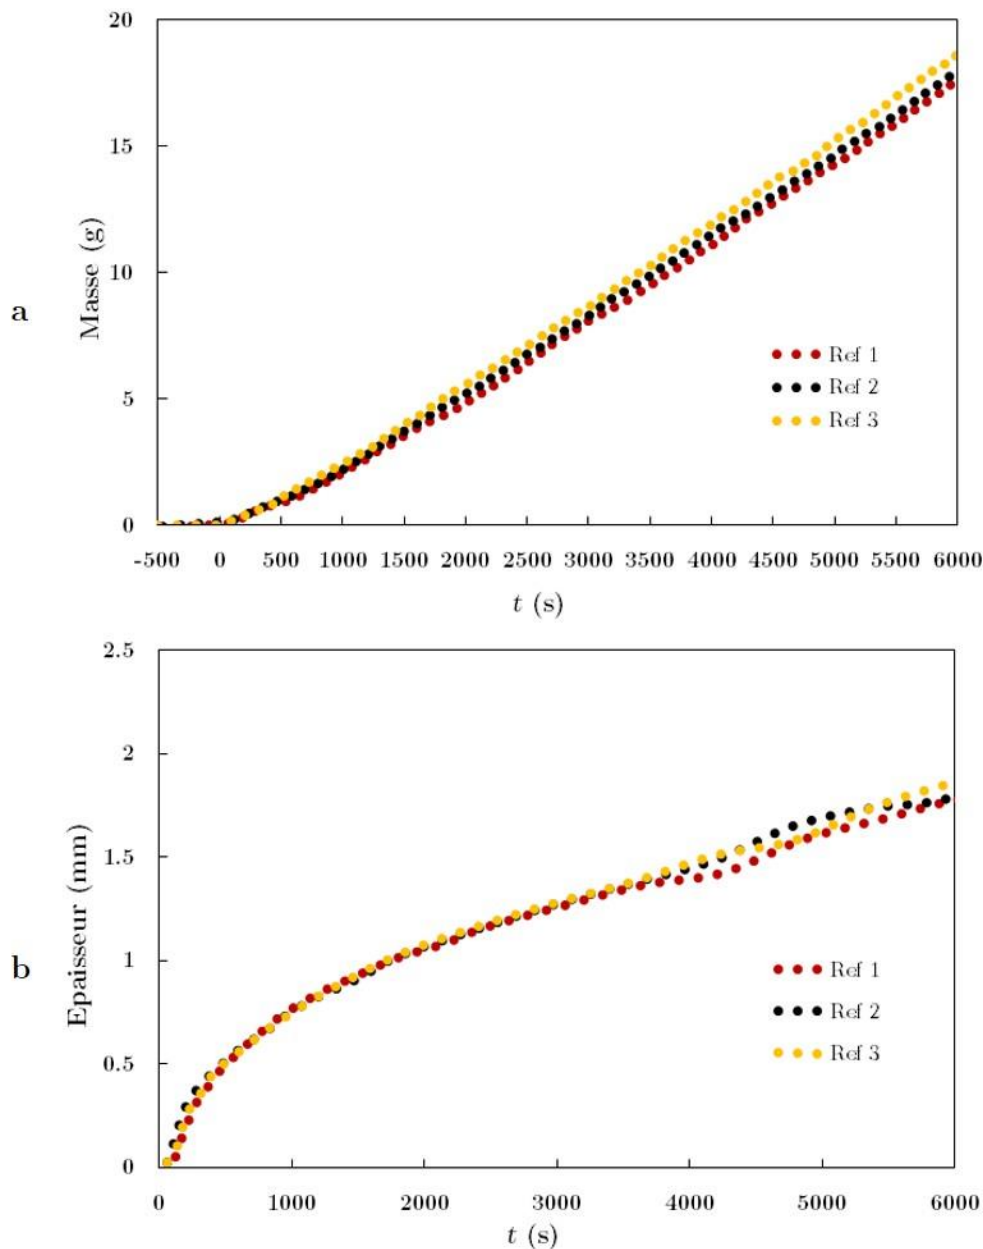 20
15
10
5
0
Masse (g)
a
Ref 1
Ref 2
Ref 3
-500 0 500 1000 1500 2000 2500 3000 3500 4000 4500 5000 5500 6000
t (s)
2.5
2
1.5
1
0.5
0
Epaisseur (mm)
b
Ref 1
Ref 2
Ref 3
0 1000 2000 3000 4000 5000 6000
t (s)